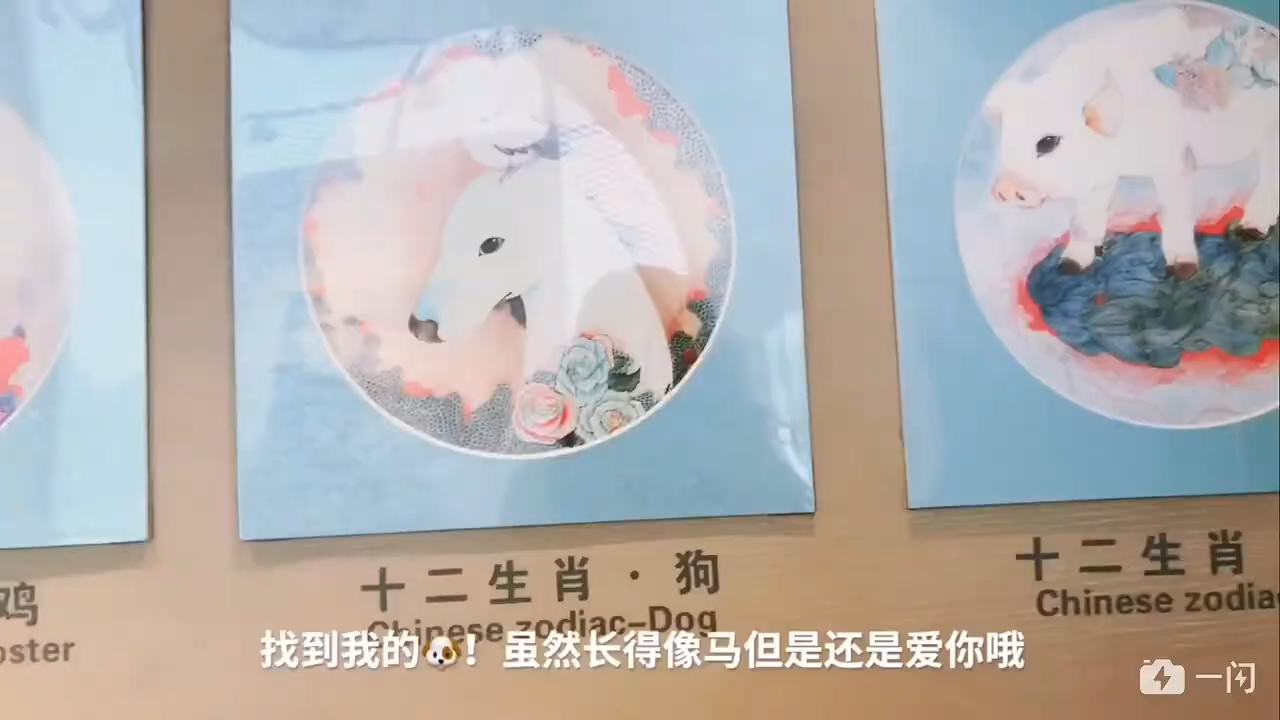 鸡
oster
十二生肖·狗
Chinese zodiac-Dog
十二生肖
Chinese zodia
找到我的🐶！虽然长得像马但是还是爱你哦
一闪